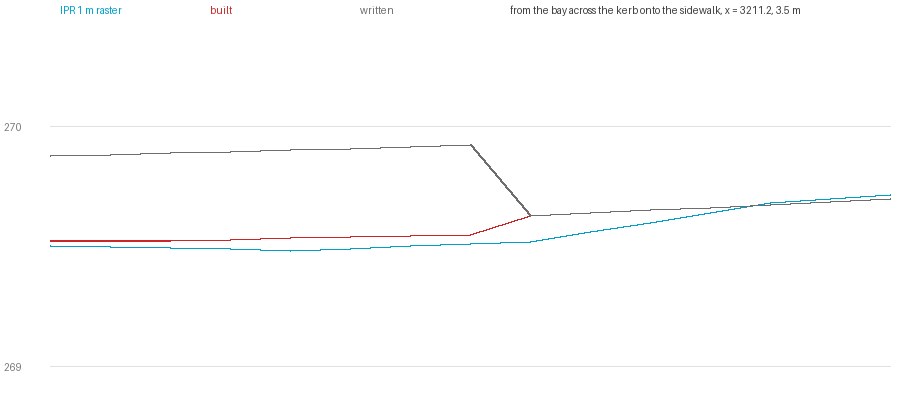 IPR 1 m raster built written from the bay across the kerb onto the sidewalk, x = 3211.2, 3.5 m
270
269